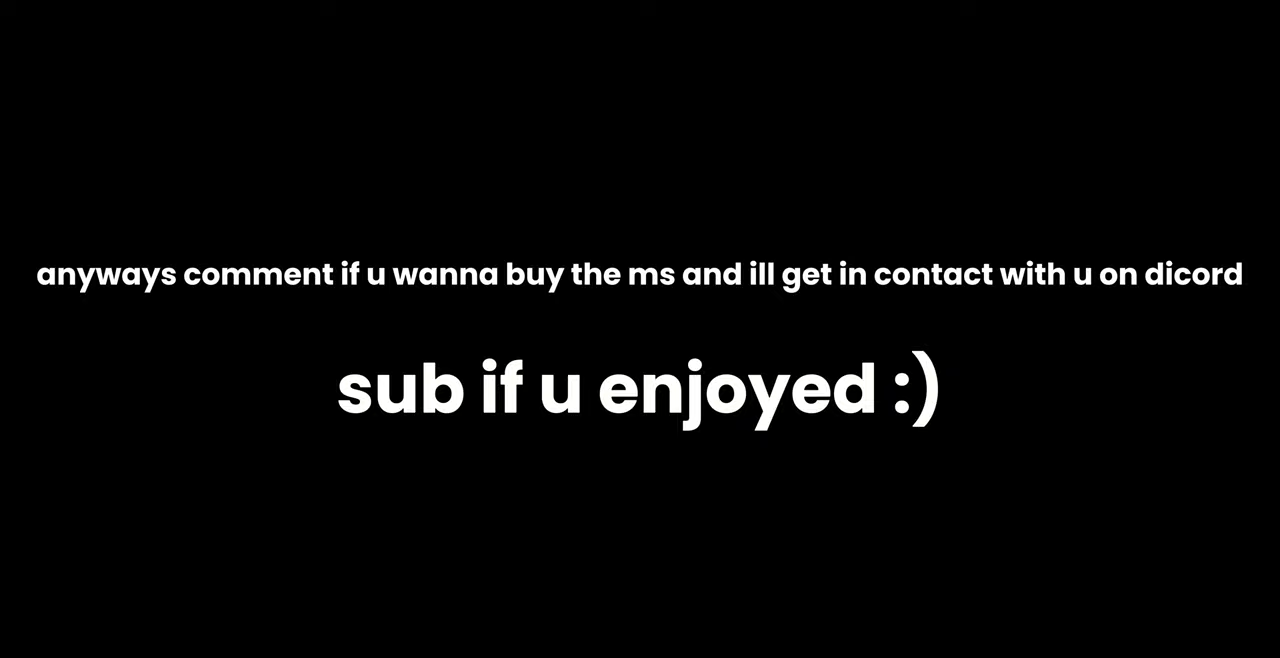 anyways comment if u wanna buy the ms and ill get in contact with u on dicord
sub if u enjoyed :)